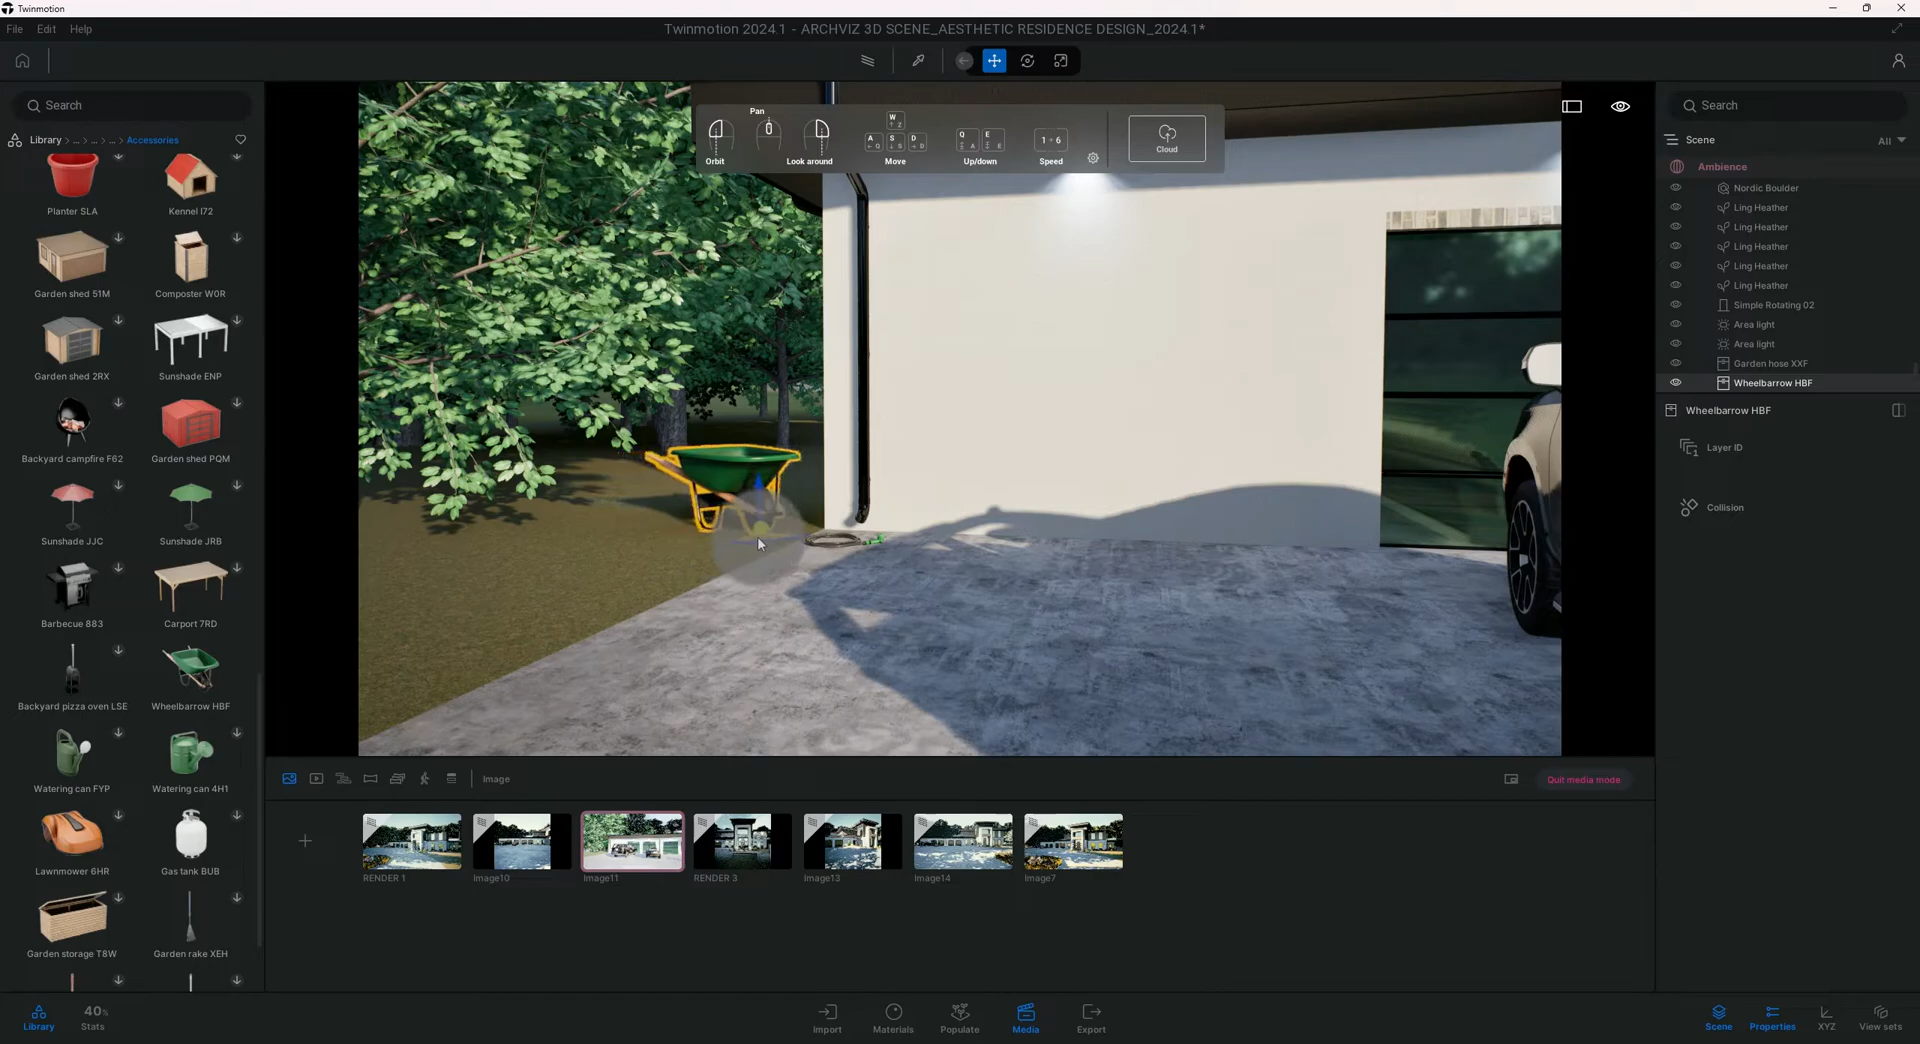 Twinmotion
File Edit Help
Twinmotion 2024.1 - ARCHVIZ 3D SCENE_AESTHETIC RESIDENCE DESIGN_2024.1*
Search
Library > ... > ... > ... > Accessories
Planter SLA
Kennel I72
Garden shed 51M
Composter W0R
Garden shed 2RX
Sunshade ENP
Backyard campfire F62
Garden shed PQM
Sunshade JJC
Sunshade JRB
Barbecue 883
Carport 7RD
Backyard pizza oven LSE
Wheelbarrow HBF
Watering can FYP
Watering can 4H1
Lawnmower 6HR
Gas tank BUB
Garden storage T8W
Garden rake XEH
Library
40%
Stats
Pan
Orbit
Look around
W
Z
A
Q
S
S
D
D
Move
Q
A
E
E
Up/down
1 - 6
Speed
Cloud
Image
Quit media mode
RENDER 1
Image10
Image11
RENDER 3
Image13
Image14
Image7
Import
Materials
Populate
Media
Export
Search
Scene
All
Ambience
Nordic Boulder
Ling Heather
Ling Heather
Ling Heather
Ling Heather
Ling Heather
Simple Rotating 02
Area light
Area light
Garden hose XXF
Wheelbarrow HBF
Wheelbarrow HBF
Layer ID
Collision
Scene
Properties
XYZ
View sets